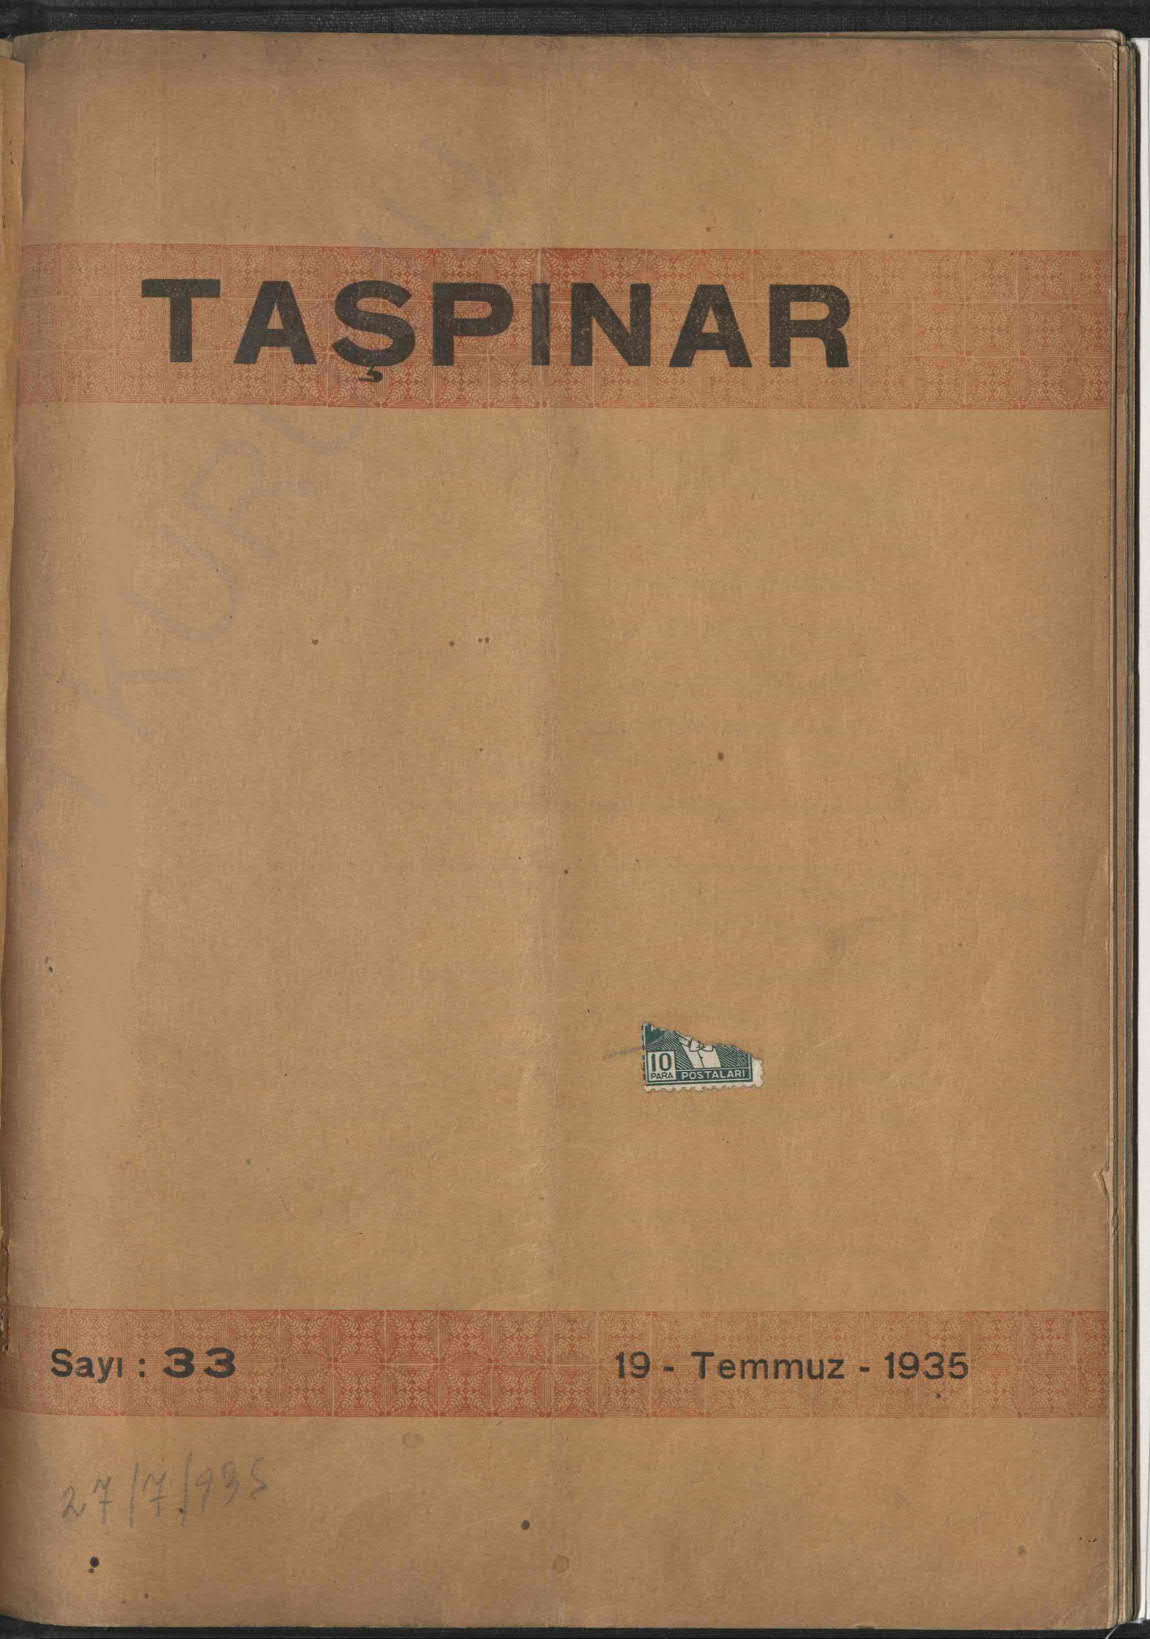 TAŞPINAR
10
PARA POSTALARI
Sayı : 33 19 - Temmuz - 1935
27/7/935